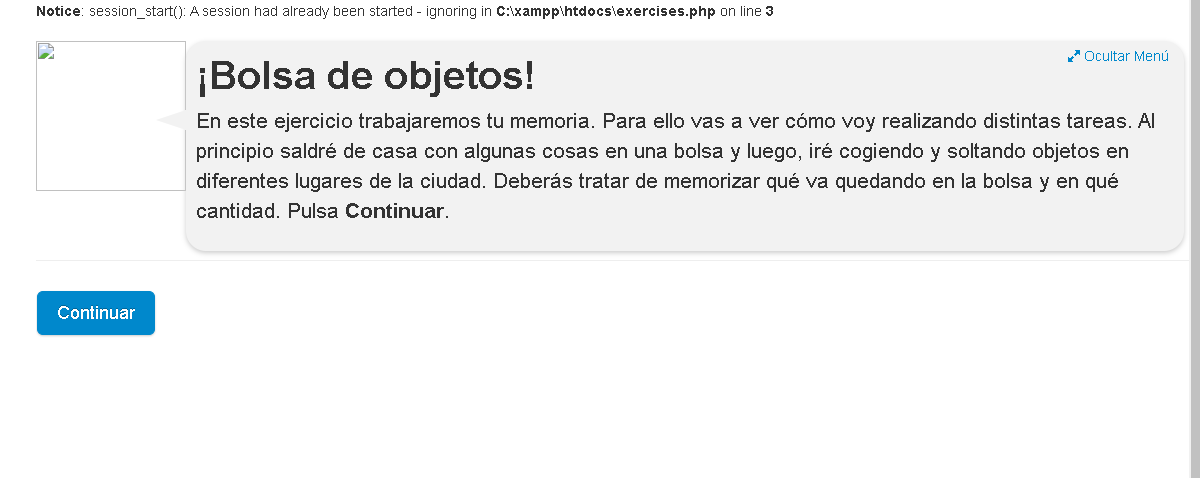 Notice: session_start(): A session had already been started - ignoring in C:\xampp\htdocs\exercises.php on line 3
Ocultar Menú
¡Bolsa de objetos!
En este ejercicio trabajaremos tu memoria. Para ello vas a ver cómo voy realizando distintas tareas. Al
principio saldré de casa con algunas cosas en una bolsa y luego, iré cogiendo y soltando objetos en
diferentes lugares de la ciudad. Deberás tratar de memorizar qué va quedando en la bolsa y en qué
cantidad. Pulsa Continuar.
Continuar